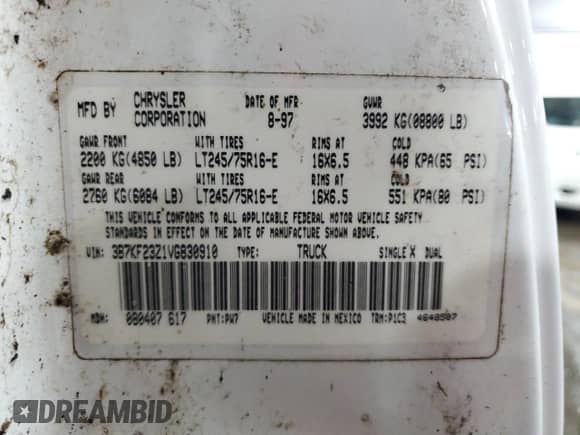 MFD BY CHRYSLER CORPORATION DATE OF MFR 8-97 GVWR 3992 KG(08800 LB)
GAWR FRONT WITH TIRES RIMS AT COLD
2200 KG(4850 LB) LT245/75R16-E 16X6.5 448 KPA(65 PSI)
GAWR REAR WITH TIRES RIMS AT COLD
2760 KG(6084 LB) LT245/75R16-E 16X6.5 551 KPA(80 PSI)
THIS VEHICLE CONFORMS TO ALL APPLICABLE FEDERAL MOTOR VEHICLE SAFETY
STANDARDS IN EFFECT ON THE DATE OF MANUFACTURE SHOWN ABOVE.
VIN: 3B7KF23Z1VG830910 TYPE: TRUCK SINGLE X DUAL
MDH: 080407 617 PNT:PW7 VEHICLE MADE IN MEXICO TRM:P1C3 4648507
DREAMBID